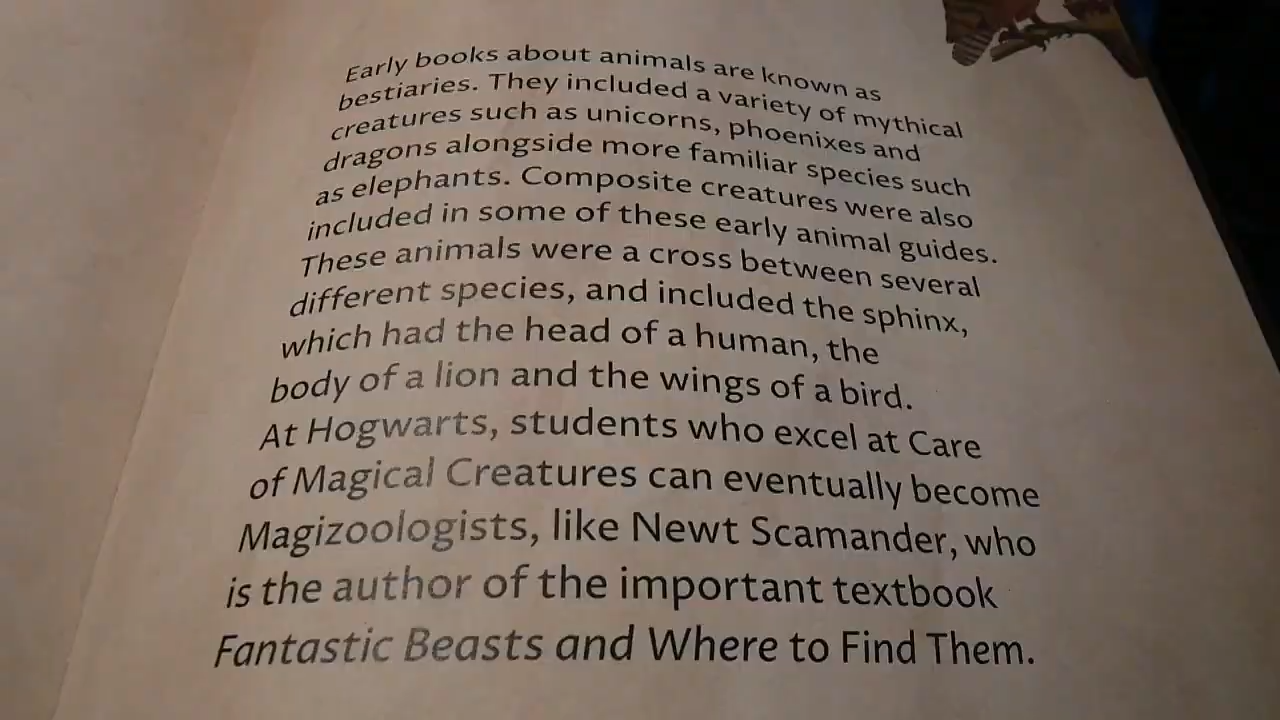 Early books about animals are known as
bestiaries. They included a variety of mythical
creatures such as unicorns, phoenixes and
dragons alongside more familiar species such
as elephants. Composite creatures were also
included in some of these early animal guides.
These animals were a cross between several
different species, and included the sphinx,
which had the head of a human, the
body of a lion and the wings of a bird.
At Hogwarts, students who excel at Care
of Magical Creatures can eventually become
Magizoologists, like Newt Scamander, who
is the author of the important textbook
Fantastic Beasts and Where to Find Them.